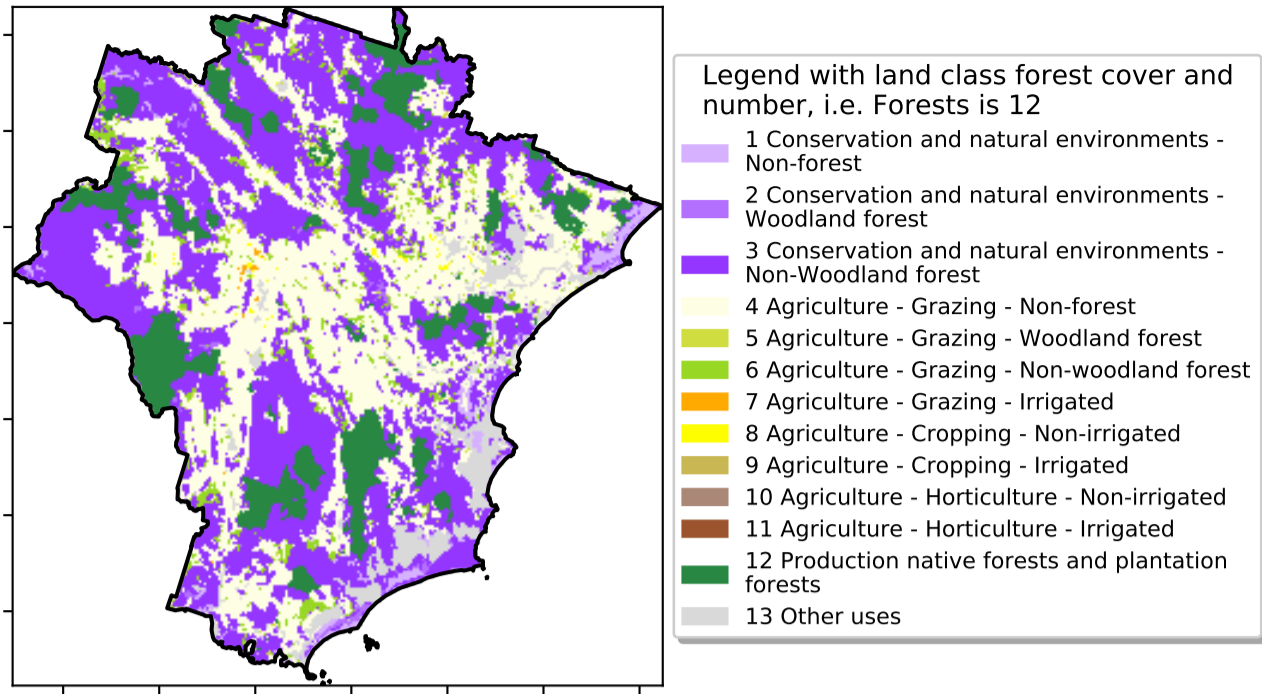 Legend with land class forest cover and
number, i.e. Forests is 12
1 Conservation and natural environments -
Non-forest
2 Conservation and natural environments -
Woodland forest
3 Conservation and natural environments -
Non-Woodland forest
4 Agriculture - Grazing - Non-forest
5 Agriculture - Grazing - Woodland forest
6 Agriculture - Grazing - Non-woodland forest
7 Agriculture - Grazing - Irrigated
8 Agriculture - Cropping - Non-irrigated
9 Agriculture - Cropping - Irrigated
10 Agriculture - Horticulture - Non-irrigated
11 Agriculture - Horticulture - Irrigated
12 Production native forests and plantation
forests
13 Other uses